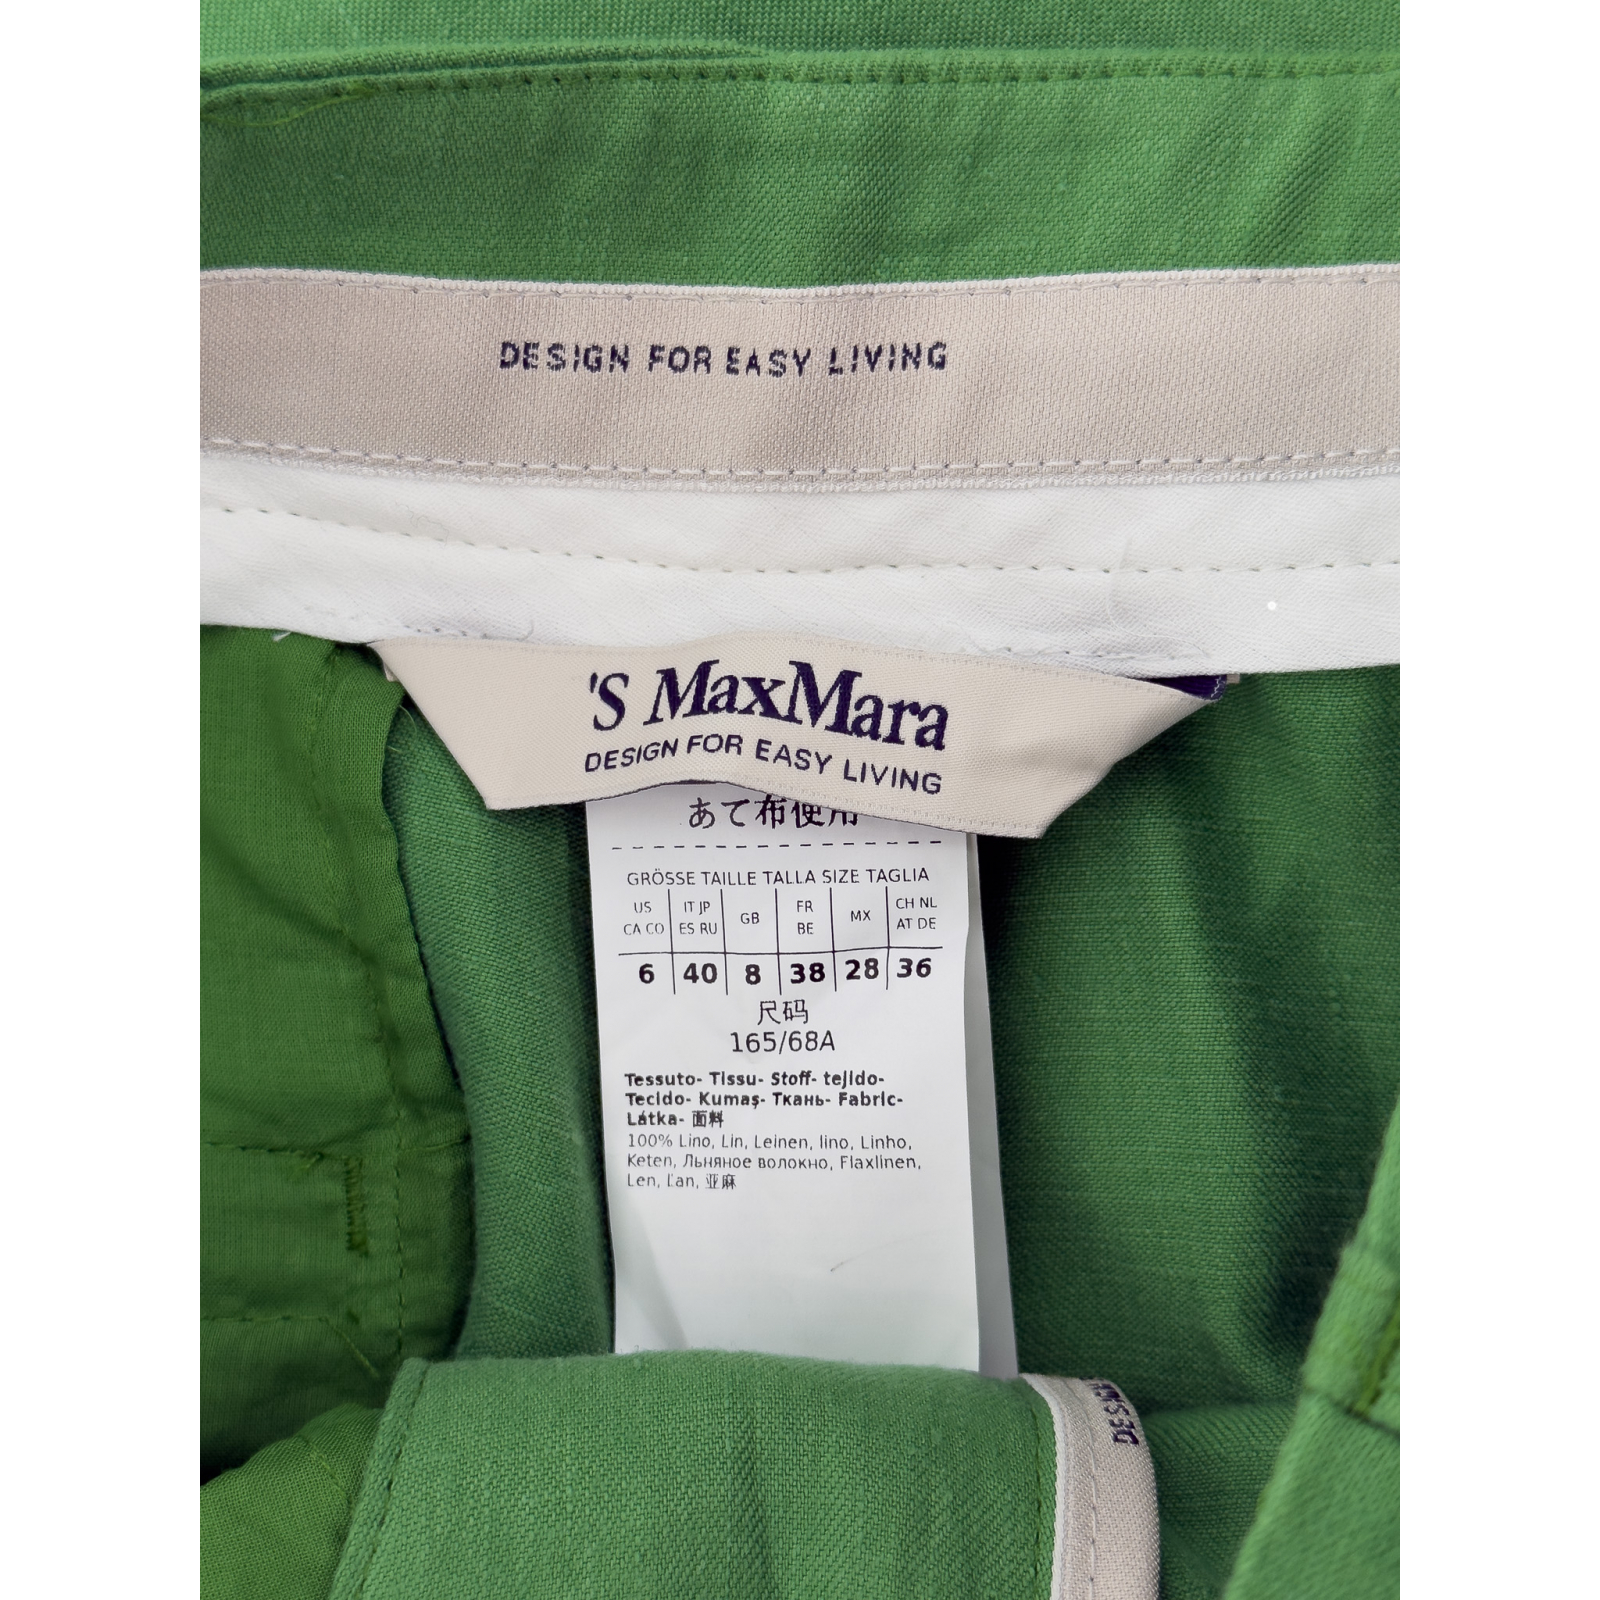 DESIGN FOR EASY LIVING
'S MaxMara
DESIGN FOR EASY LIVING
あて布使用
GRÖSSE TAILLE TALLA SIZE TAGLIA
US IT JP GB FR MX CH NL
CA CO ES RU BE AT DE
6 40 8 38 28 36
尺码
165/68A
Tessuto- Tissu- Stoff- tejido-
Tecido- Kumaş- Ткань- Fabric-
Látka- 面料
100% Lino, Lin, Leinen, lino, Linho,
Keten, Льняное волокно, Flaxlinen,
Len, Ľan, 亚麻
DESIGN